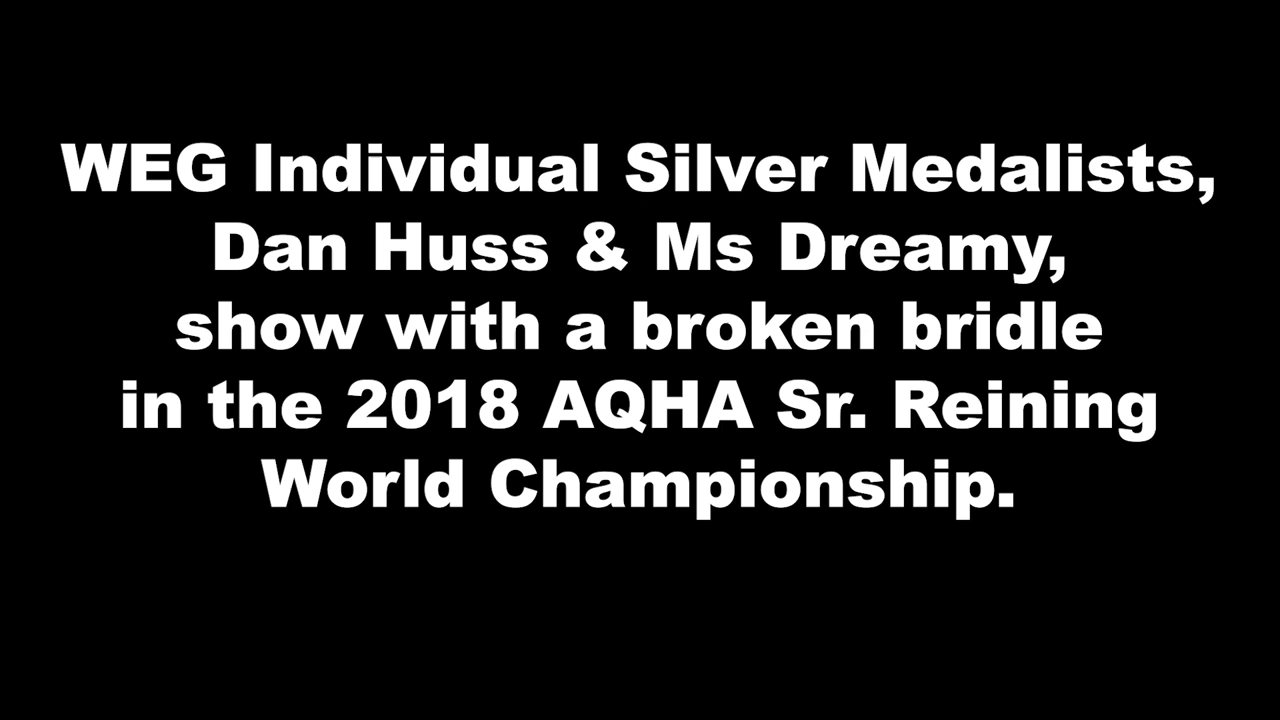 WEG Individual Silver Medalists,
Dan Huss & Ms Dreamy,
show with a broken bridle
in the 2018 AQHA Sr. Reining
World Championship.